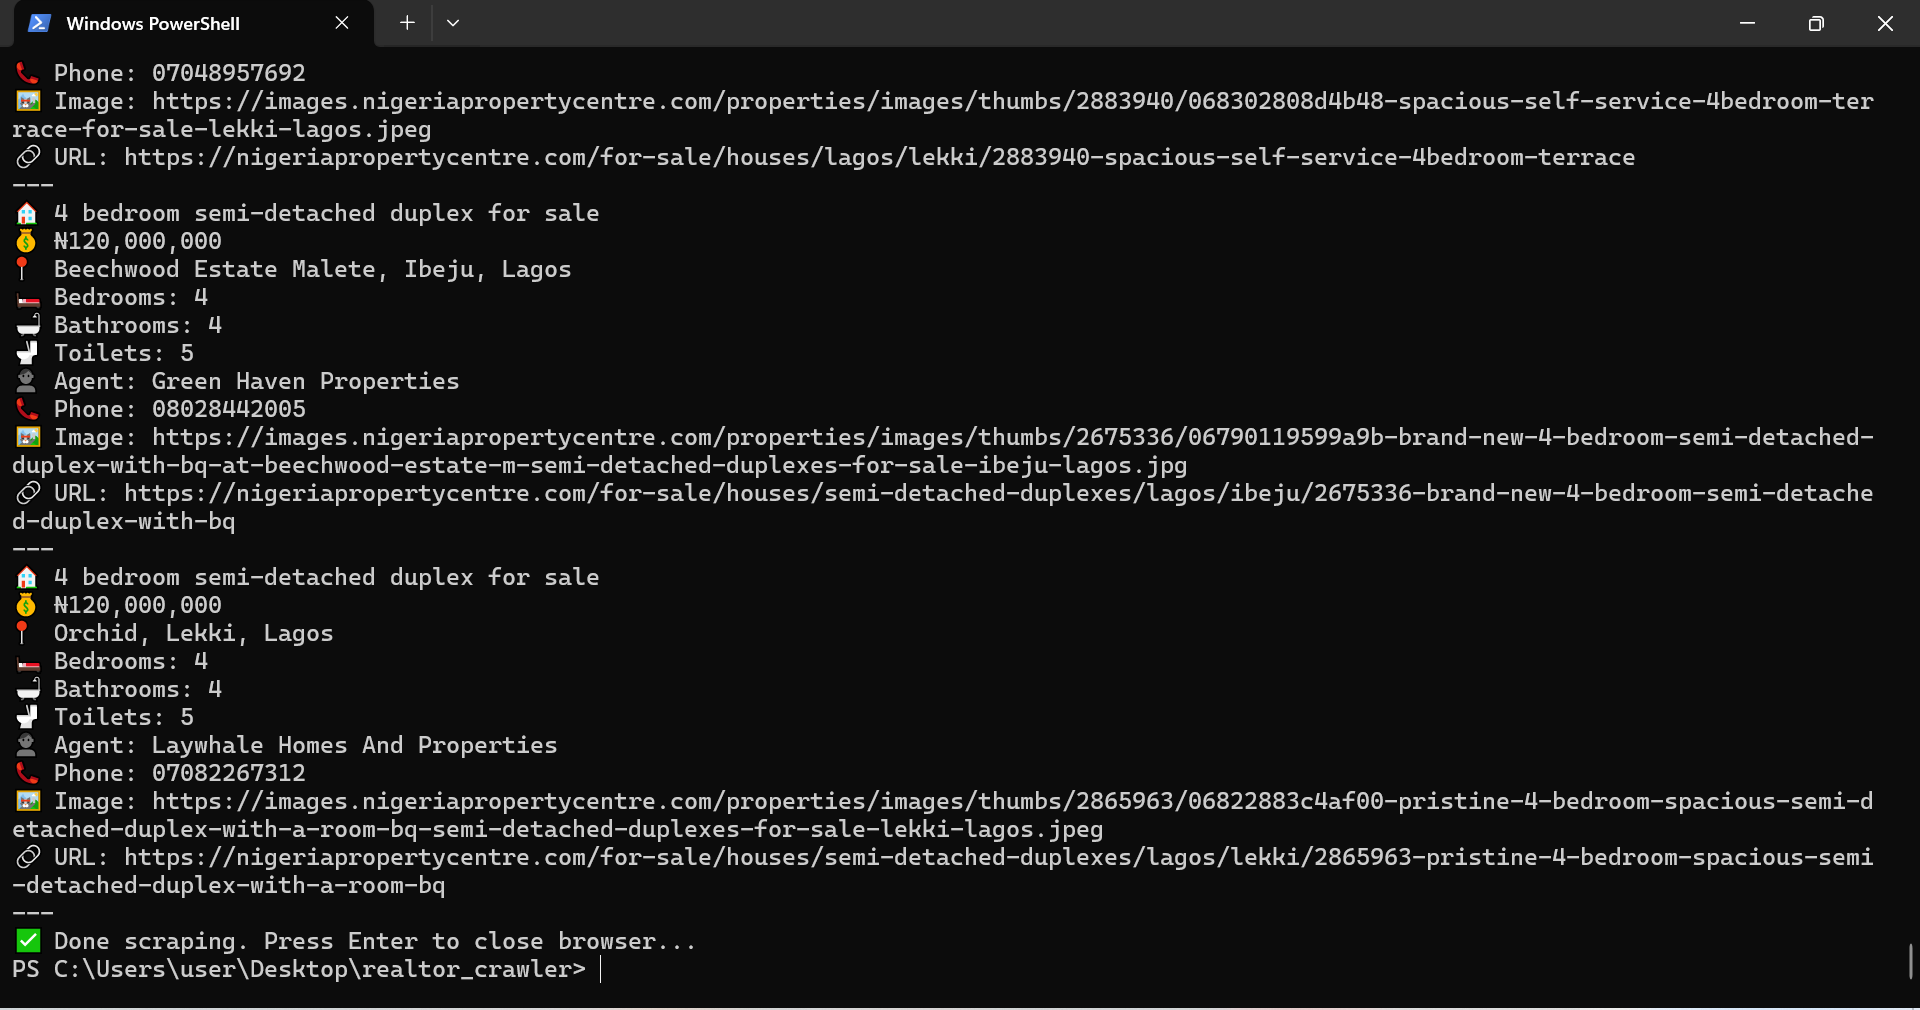 Windows PowerShell
Phone: 07048957692
Image: https://images.nigeriapropertycentre.com/properties/images/thumbs/2883940/068302808d4b48-spacious-self-service-4bedroom-ter
race-for-sale-lekki-lagos.jpeg
URL: https://nigeriapropertycentre.com/for-sale/houses/lagos/lekki/2883940-spacious-self-service-4bedroom-terrace
---
4 bedroom semi-detached duplex for sale
₦120,000,000
Beechwood Estate Malete, Ibeju, Lagos
Bedrooms: 4
Bathrooms: 4
Toilets: 5
Agent: Green Haven Properties
Phone: 08028442005
Image: https://images.nigeriapropertycentre.com/properties/images/thumbs/2675336/06790119599a9b-brand-new-4-bedroom-semi-detached-
duplex-with-bq-at-beechwood-estate-m-semi-detached-duplexes-for-sale-ibeju-lagos.jpg
URL: https://nigeriapropertycentre.com/for-sale/houses/semi-detached-duplexes/lagos/ibeju/2675336-brand-new-4-bedroom-semi-detache
d-duplex-with-bq
---
4 bedroom semi-detached duplex for sale
₦120,000,000
Orchid, Lekki, Lagos
Bedrooms: 4
Bathrooms: 4
Toilets: 5
Agent: Laywhale Homes And Properties
Phone: 07082267312
Image: https://images.nigeriapropertycentre.com/properties/images/thumbs/2865963/06822883c4af00-pristine-4-bedroom-spacious-semi-d
etached-duplex-with-a-room-bq-semi-detached-duplexes-for-sale-lekki-lagos.jpeg
URL: https://nigeriapropertycentre.com/for-sale/houses/semi-detached-duplexes/lagos/lekki/2865963-pristine-4-bedroom-spacious-semi
-detached-duplex-with-a-room-bq
---
Done scraping. Press Enter to close browser...
PS C:\Users\user\Desktop\realtor_crawler>